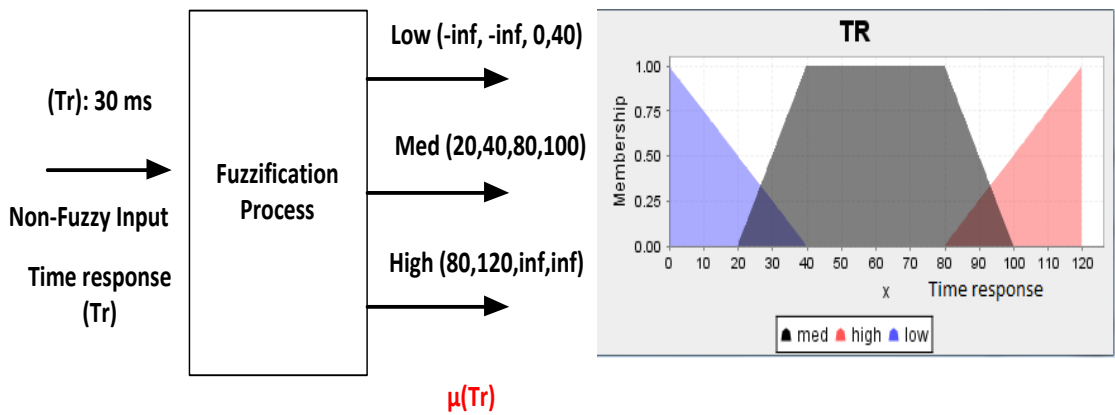 (Tr): 30 ms
Non-Fuzzy Input
Time response
(Tr)
Fuzzification
Process
Low (-inf, -inf, 0,40)
Med (20,40,80,100)
High (80,120,inf,inf)
μ(Tr)
TR
Membership
1.00
0.75
0.50
0.25
0.00
0 10 20 30 40 50 60 70 80 90 100 110 120
x Time response
med high low